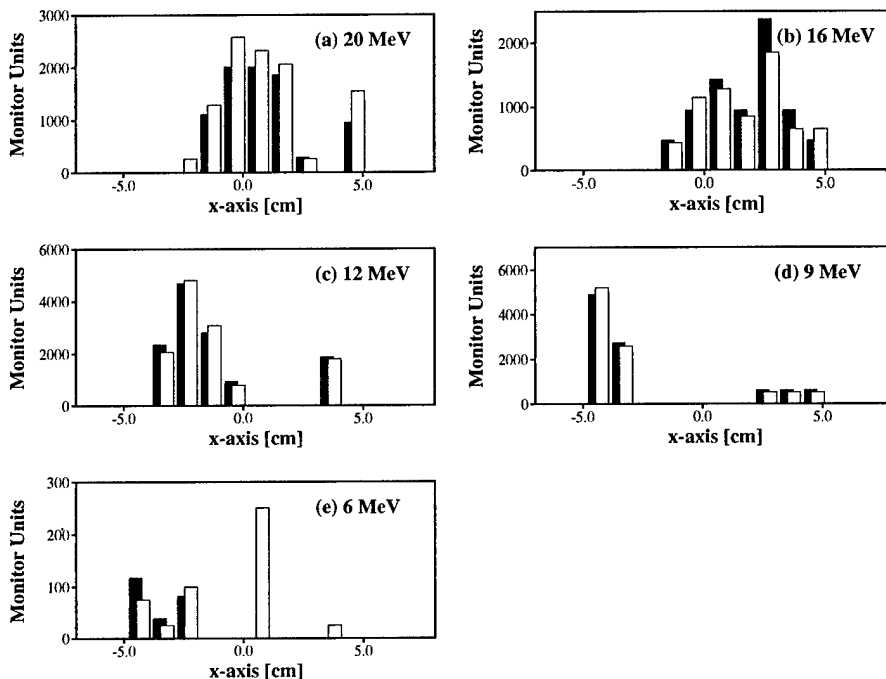 3000
2000
1000
0
Monitor Units
(a) 20 MeV
-5.0 0.0 5.0
x-axis [cm]
2000
1000
0
Monitor Units
(b) 16 MeV
-5.0 0.0 5.0
x-axis [cm]
6000
4000
2000
0
Monitor Units
(c) 12 MeV
-5.0 0.0 5.0
x-axis [cm]
6000
4000
2000
0
Monitor Units
(d) 9 MeV
-5.0 0.0 5.0
x-axis [cm]
300
200
100
0
Monitor Units
(e) 6 MeV
-5.0 0.0 5.0
x-axis [cm]